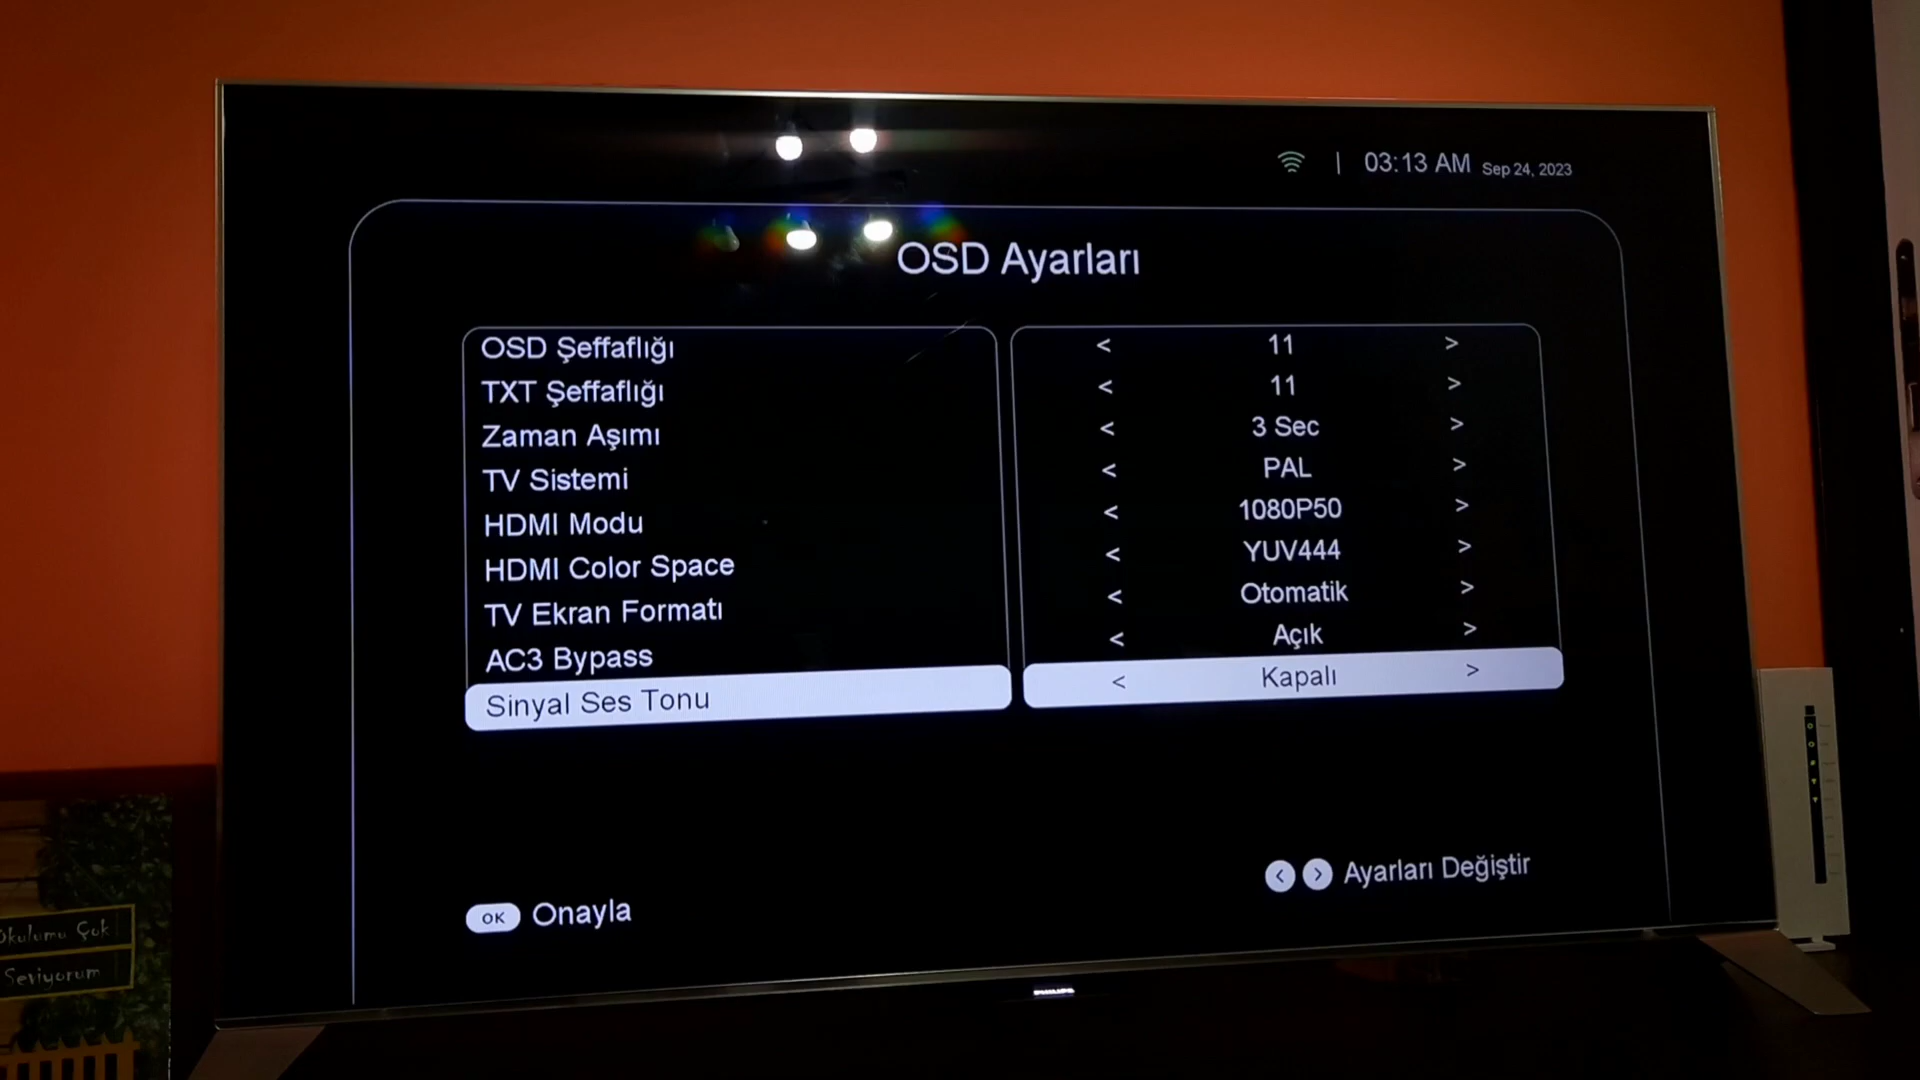 03:13 AM Sep 24, 2023
OSD Ayarları
OSD Şeffaflığı < 11 >
TXT Şeffaflığı < 11 >
Zaman Aşımı < 3 Sec >
TV Sistemi < PAL >
HDMI Modu < 1080P50 >
HDMI Color Space < YUV444 >
TV Ekran Formatı < Otomatik >
AC3 Bypass < Açık >
Sinyal Ses Tonu < Kapalı >
< > Ayarları Değiştir
OK Onayla
Okulumu Çok
Seviyorum
PHILIPS